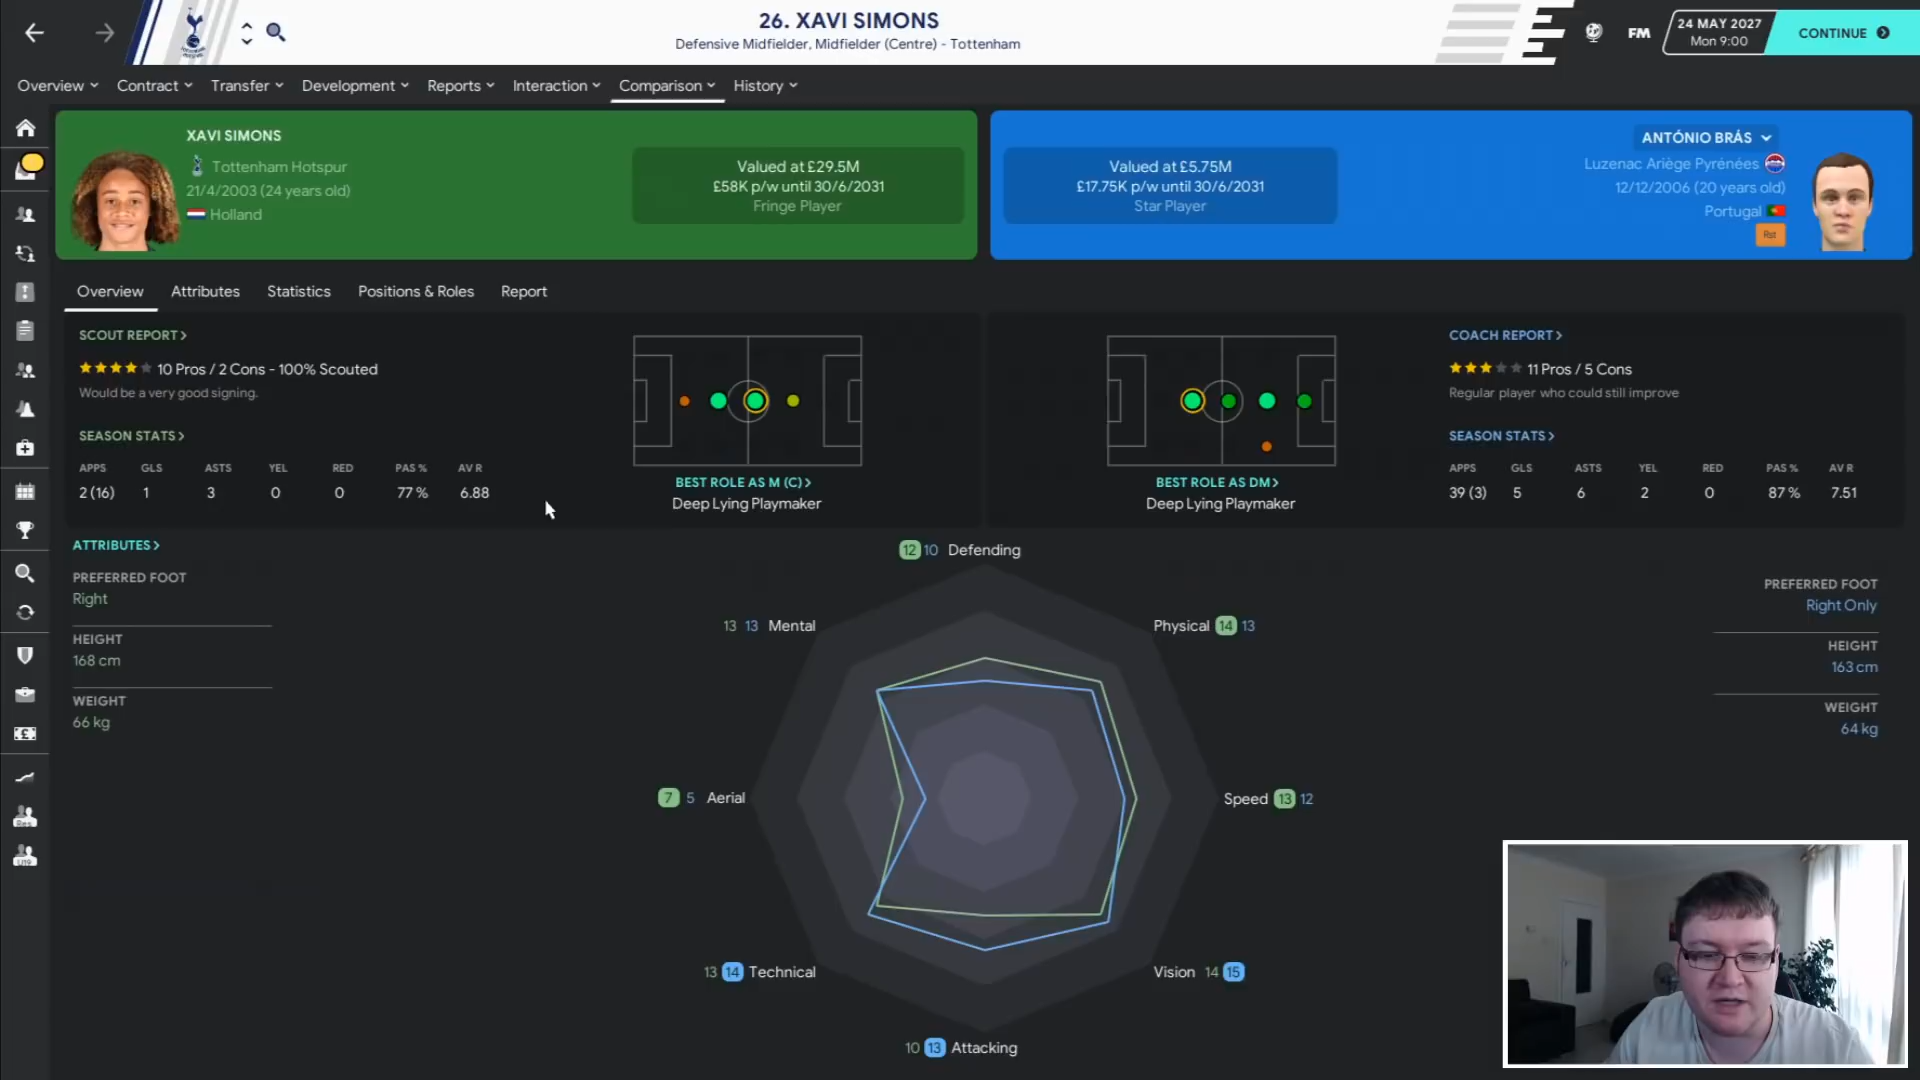 26. XAVI SIMONS
Defensive Midfielder, Midfielder (Centre) - Tottenham
FM
24 MAY 2027
Mon 9:00
CONTINUE
Overview
Contract
Transfer
Development
Reports
Interaction
Comparison
History
XAVI SIMONS
Tottenham Hotspur
21/4/2003 (24 years old)
Holland
Valued at £29.5M
£58K p/w until 30/6/2031
Fringe Player
Valued at £5.75M
£17.75K p/w until 30/6/2031
Star Player
ANTÓNIO BRÁS
Luzenac Ariège Pyrénées
12/12/2006 (20 years old)
Portugal
Rst
Overview
Attributes
Statistics
Positions & Roles
Report
SCOUT REPORT >
10 Pros / 2 Cons - 100% Scouted
Would be a very good signing.
SEASON STATS >
APPS GLS ASTS YEL RED PAS % AV R
2 (16) 1 3 0 0 77 % 6.88
BEST ROLE AS M (C) >
Deep Lying Playmaker
BEST ROLE AS DM >
Deep Lying Playmaker
COACH REPORT >
11 Pros / 5 Cons
Regular player who could still improve
SEASON STATS >
APPS GLS ASTS YEL RED PAS % AV R
39 (3) 5 6 2 0 87 % 7.51
ATTRIBUTES >
PREFERRED FOOT
Right
HEIGHT
168 cm
WEIGHT
66 kg
12 10 Defending
13 13 Mental
Physical 14 13
7 5 Aerial
Speed 13 12
13 14 Technical
Vision 14 15
10 13 Attacking
PREFERRED FOOT
Right Only
HEIGHT
163 cm
WEIGHT
64 kg
Res
U19